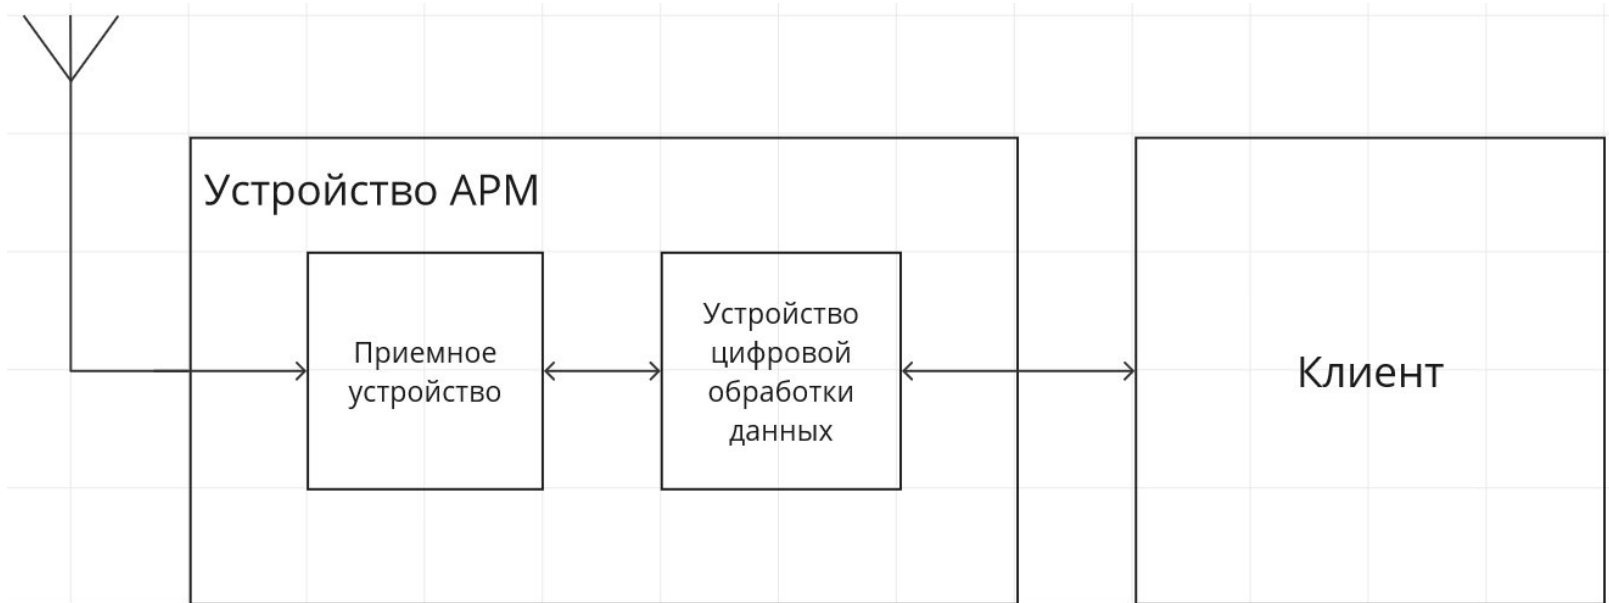 Устройство АРМ
Приемное
устройство
Устройство
цифровой
обработки
данных
Клиент